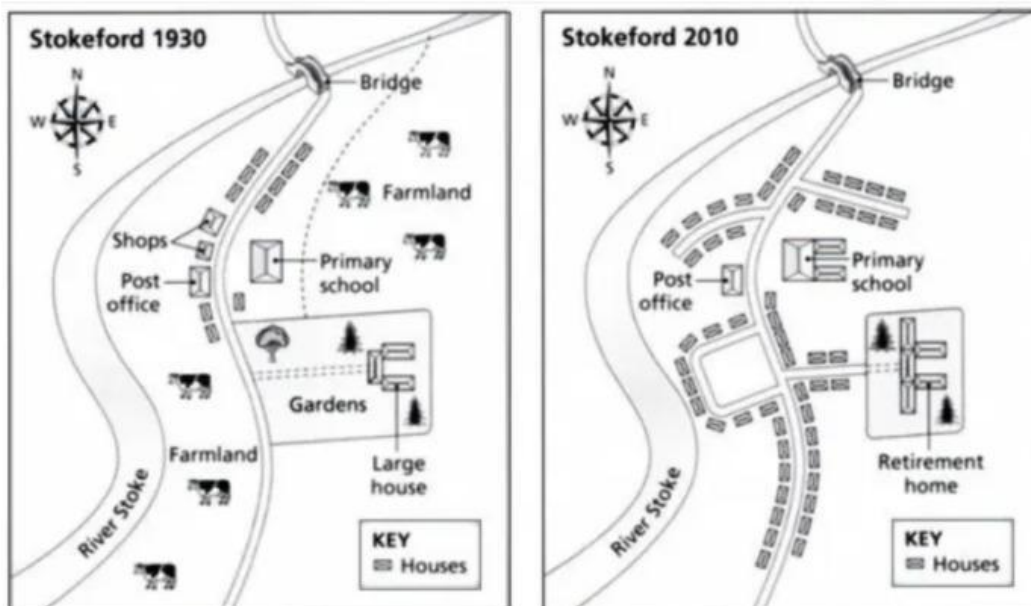 Stokeford 1930
N
W E
S
Bridge
Farmland
Shops
Primary
school
Post
office
Gardens
Farmland
Large
house
River Stoke
KEY
Houses
Stokeford 2010
N
W E
S
Bridge
Post
office
Primary
school
Retirement
home
River Stoke
KEY
Houses